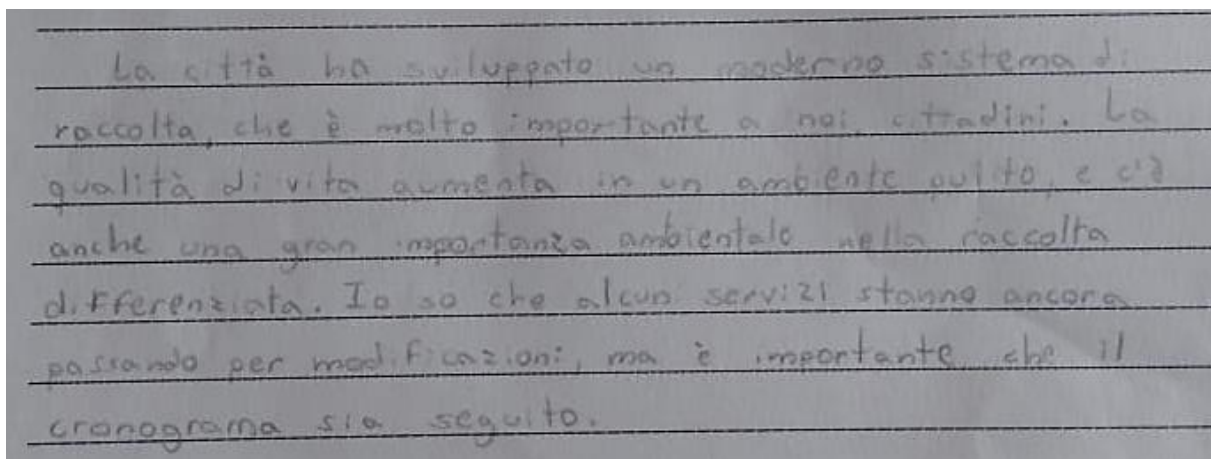 La città ha sviluppato un moderno sistema di
raccolta, che è molto importante a noi, cittadini. La
qualità di vita aumenta in un ambiente pulito, e c'è
anche una gran importanza ambientale nella raccolta
differenziata. Io so che alcuni servizi stanno ancora
passando per modificazioni, ma è importante che il
cronograma sia seguito.